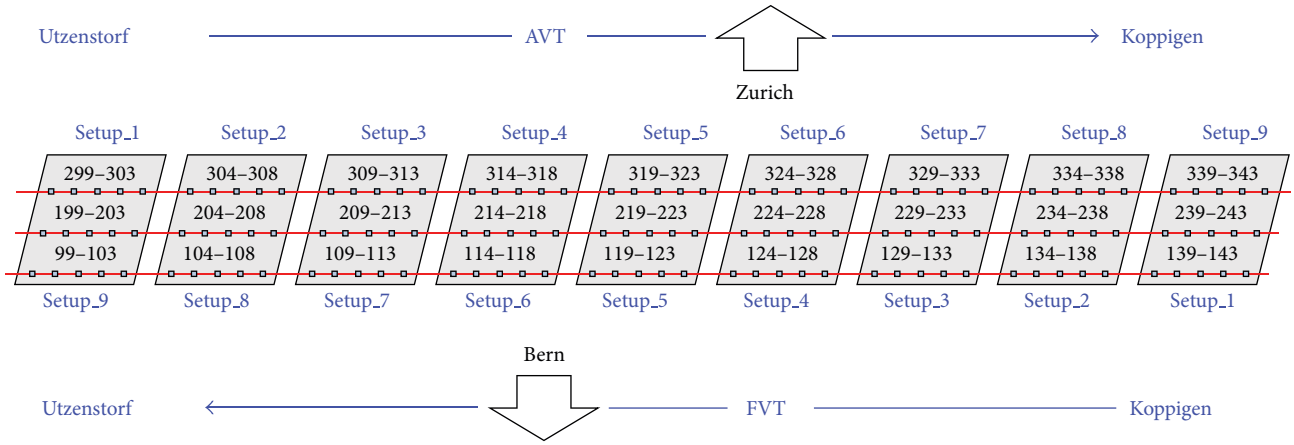 Utzenstorf AVT Koppigen
Zurich
Setup_1 Setup_2 Setup_3 Setup_4 Setup_5 Setup_6 Setup_7 Setup_8 Setup_9
299–303 304–308 309–313 314–318 319–323 324–328 329–333 334–338 339–343
199–203 204–208 209–213 214–218 219–223 224–228 229–233 234–238 239–243
99–103 104–108 109–113 114–118 119–123 124–128 129–133 134–138 139–143
Setup_9 Setup_8 Setup_7 Setup_6 Setup_5 Setup_4 Setup_3 Setup_2 Setup_1
Bern
Utzenstorf FVT Koppigen